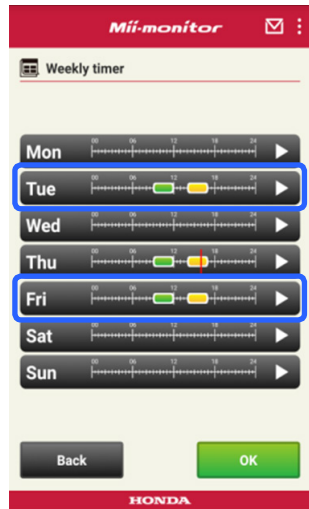 Mii-monitor
Weekly timer
Mon 00 06 12 18 24
Tue 00 06 12 18 24
Wed 00 06 12 18 24
Thu 00 06 12 18 24
Fri 00 06 12 18 24
Sat 00 06 12 18 24
Sun 00 06 12 18 24
Back OK
HONDA